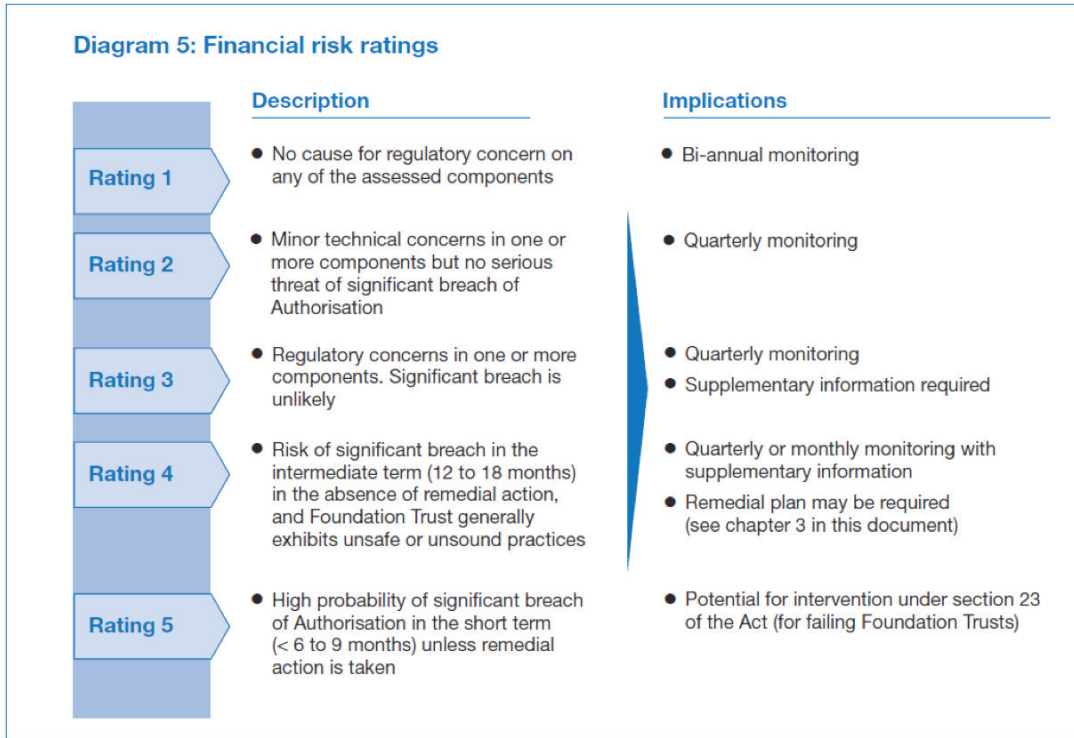 Diagram 5: Financial risk ratings
Description
Implications
Rating 1
● No cause for regulatory concern on
any of the assessed components
● Bi-annual monitoring
Rating 2
● Minor technical concerns in one or
more components but no serious
threat of significant breach of
Authorisation
● Quarterly monitoring
Rating 3
● Regulatory concerns in one or more
components. Significant breach is
unlikely
● Quarterly monitoring
● Supplementary information required
Rating 4
● Risk of significant breach in the
intermediate term (12 to 18 months)
in the absence of remedial action,
and Foundation Trust generally
exhibits unsafe or unsound practices
● Quarterly or monthly monitoring with
supplementary information
● Remedial plan may be required
(see chapter 3 in this document)
Rating 5
● High probability of significant breach
of Authorisation in the short term
(< 6 to 9 months) unless remedial
action is taken
● Potential for intervention under section 23
of the Act (for failing Foundation Trusts)